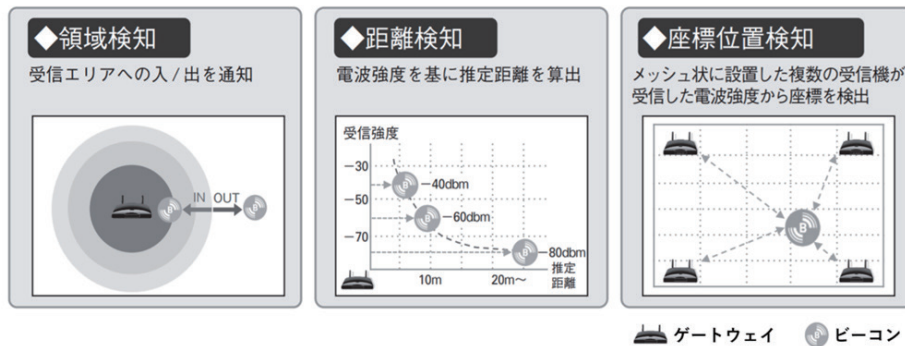 ◆領域検知
受信エリアへの入/出を通知
IN OUT
B
B
◆距離検知
電波強度を基に推定距離を算出
受信強度
-30
-50
-70
B
-40dbm
B
-60dbm
B
-80dbm
10m
20m～
推定
距離
◆座標位置検知
メッシュ状に設置した複数の受信機が
受信した電波強度から座標を検出
B
ゲートウェイ
B
ビーコン